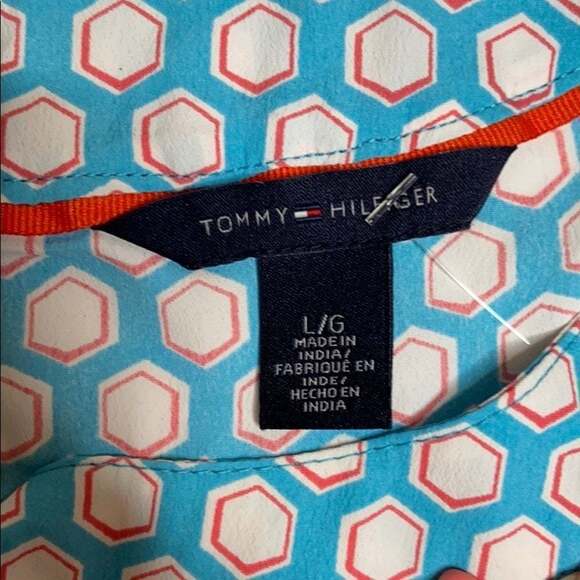 TOMMY HILFIGER
L/G
MADE IN
INDIA/
FABRIQUÉ EN
INDE/
HECHO EN
INDIA